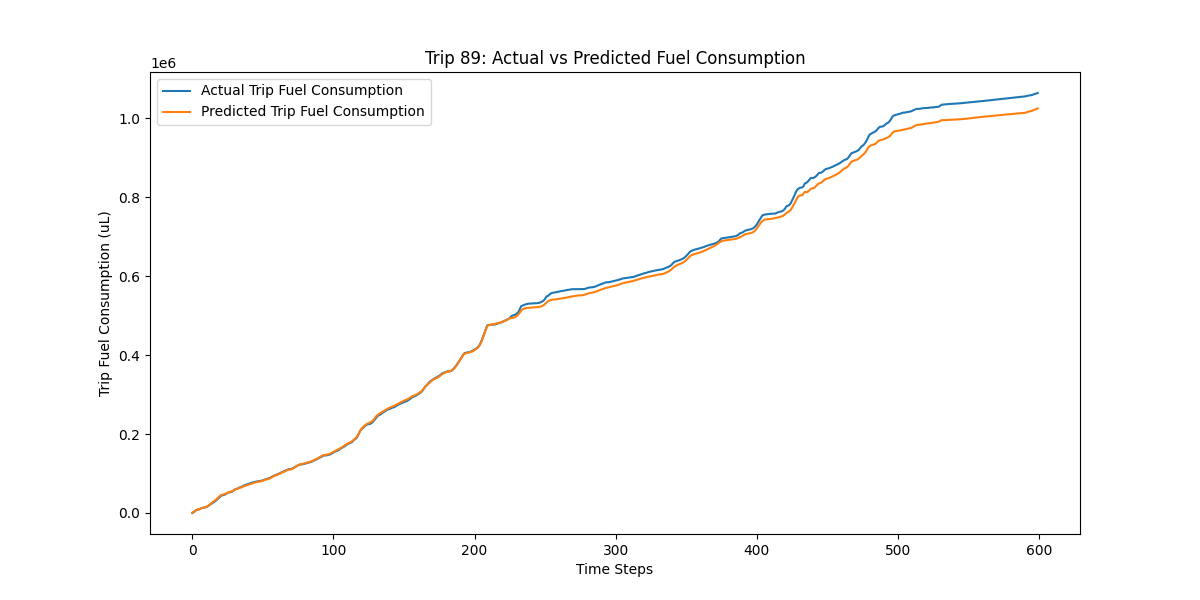 Trip 89: Actual vs Predicted Fuel Consumption
1e6
Actual Trip Fuel Consumption
Predicted Trip Fuel Consumption
1.0
0.8
0.6
0.4
0.2
0.0
Trip Fuel Consumption (uL)
0 100 200 300 400 500 600
Time Steps